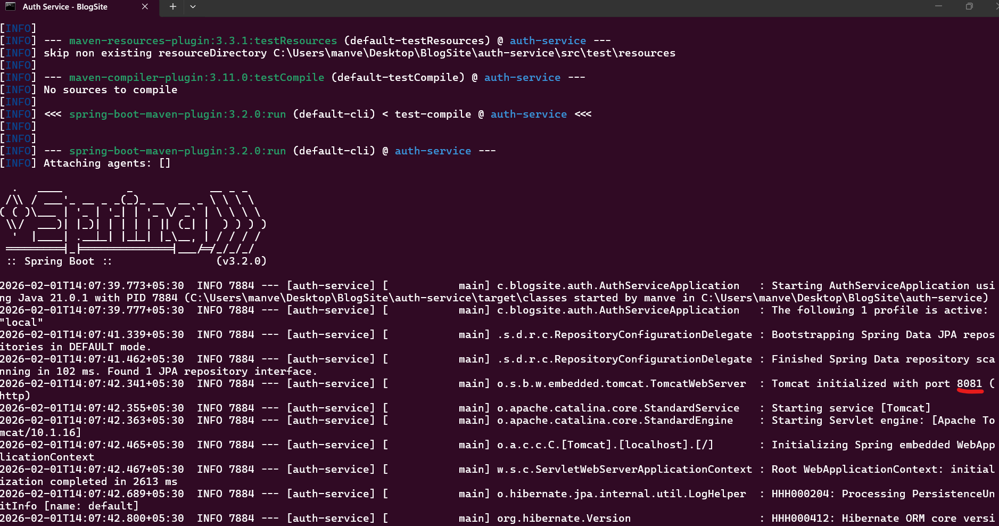 Auth Service - BlogSite
[INFO]
[INFO] --- maven-resources-plugin:3.3.1:testResources (default-testResources) @ auth-service ---
[INFO] skip non existing resourceDirectory C:\Users\manve\Desktop\BlogSite\auth-service\src\test\resources
[INFO]
[INFO] --- maven-compiler-plugin:3.11.0:testCompile (default-testCompile) @ auth-service ---
[INFO] No sources to compile
[INFO]
[INFO] <<< spring-boot-maven-plugin:3.2.0:run (default-cli) < test-compile @ auth-service <<<
[INFO]
[INFO]
[INFO] --- spring-boot-maven-plugin:3.2.0:run (default-cli) @ auth-service ---
[INFO] Attaching agents: []
  .   ____          _            __ _ _
 /\\ / ___'_ __ _ _(_)_ __  __ _ \ \ \ \
( ( )\___ | '_ | '_| | '_ \/ _` | \ \ \ \
 \\/  ___)| |_)| | | | | || (_| |  ) ) ) )
  '  |____| .__|_| |_|_| |_\__, | / / / /
 =========|_|==============|___/=/_/_/_/
 :: Spring Boot ::                (v3.2.0)
2026-02-01T14:07:39.773+05:30  INFO 7884 --- [auth-service] [           main] c.blogsite.auth.AuthServiceApplication   : Starting AuthServiceApplication usi
ng Java 21.0.1 with PID 7884 (C:\Users\manve\Desktop\BlogSite\auth-service\target\classes started by manve in C:\Users\manve\Desktop\BlogSite\auth-service)
2026-02-01T14:07:39.777+05:30  INFO 7884 --- [auth-service] [           main] c.blogsite.auth.AuthServiceApplication   : The following 1 profile is active:
"local"
2026-02-01T14:07:41.339+05:30  INFO 7884 --- [auth-service] [           main] .s.d.r.c.RepositoryConfigurationDelegate : Bootstrapping Spring Data JPA repos
itories in DEFAULT mode.
2026-02-01T14:07:41.462+05:30  INFO 7884 --- [auth-service] [           main] .s.d.r.c.RepositoryConfigurationDelegate : Finished Spring Data repository sca
nning in 102 ms. Found 1 JPA repository interface.
2026-02-01T14:07:42.341+05:30  INFO 7884 --- [auth-service] [           main] o.s.b.w.embedded.tomcat.TomcatWebServer  : Tomcat initialized with port 8081 (
http)
2026-02-01T14:07:42.355+05:30  INFO 7884 --- [auth-service] [           main] o.apache.catalina.core.StandardService   : Starting service [Tomcat]
2026-02-01T14:07:42.363+05:30  INFO 7884 --- [auth-service] [           main] o.apache.catalina.core.StandardEngine    : Starting Servlet engine: [Apache To
mcat/10.1.16]
2026-02-01T14:07:42.465+05:30  INFO 7884 --- [auth-service] [           main] o.a.c.c.C.[Tomcat].[localhost].[/]       : Initializing Spring embedded WebApp
licationContext
2026-02-01T14:07:42.467+05:30  INFO 7884 --- [auth-service] [           main] w.s.c.ServletWebServerApplicationContext : Root WebApplicationContext: initial
ization completed in 2613 ms
2026-02-01T14:07:42.689+05:30  INFO 7884 --- [auth-service] [           main] o.hibernate.jpa.internal.util.LogHelper  : HHH000204: Processing PersistenceUn
itInfo [name: default]
2026-02-01T14:07:42.800+05:30  INFO 7884 --- [auth-service] [           main] org.hibernate.Version                    : HHH000412: Hibernate ORM core versi